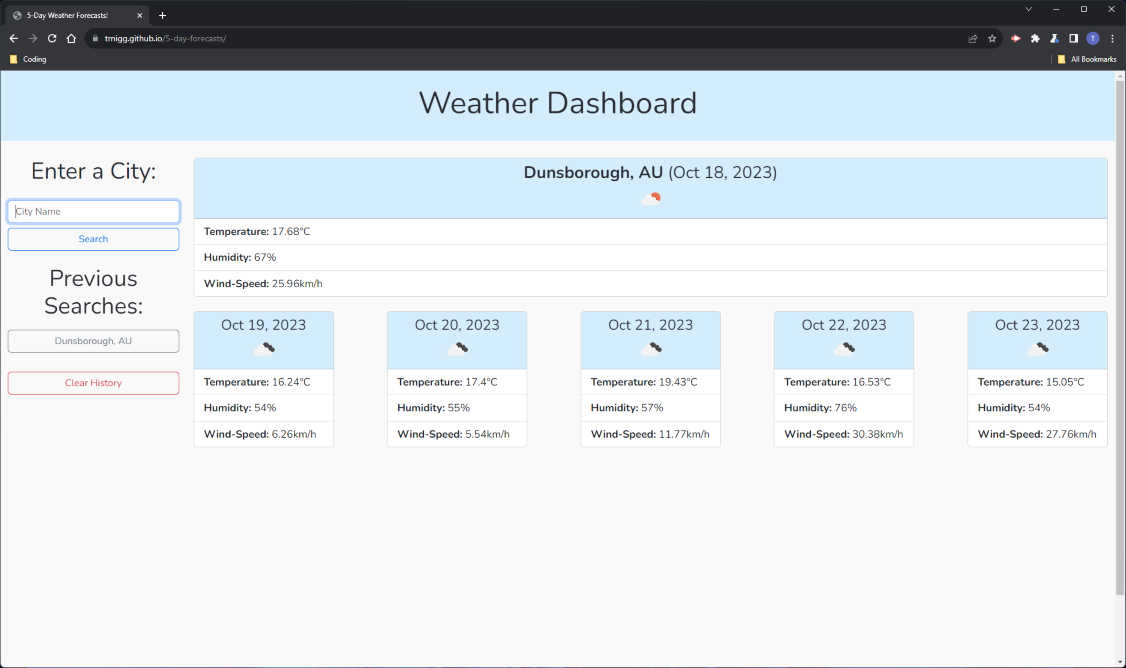 5-Day Weather Forecasts!
trnigg.github.io/5-day-forecasts/
T
Coding
All Bookmarks
Weather Dashboard
Enter a City:
City Name
Search
Previous
Searches:
Dunsborough, AU
Clear History
Dunsborough, AU (Oct 18, 2023)
Temperature: 17.68°C
Humidity: 67%
Wind-Speed: 25.96km/h
Oct 19, 2023
Temperature: 16.24°C
Humidity: 54%
Wind-Speed: 6.26km/h
Oct 20, 2023
Temperature: 17.4°C
Humidity: 55%
Wind-Speed: 5.54km/h
Oct 21, 2023
Temperature: 19.43°C
Humidity: 57%
Wind-Speed: 11.77km/h
Oct 22, 2023
Temperature: 16.53°C
Humidity: 76%
Wind-Speed: 30.38km/h
Oct 23, 2023
Temperature: 15.05°C
Humidity: 54%
Wind-Speed: 27.76km/h